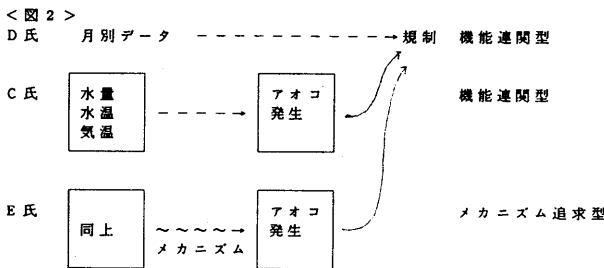 <図2>
D氏 月別データ 規制 機能連関型
C氏 水量 アオコ 機能連関型
水温 発生
気温
E氏 同上 アオコ メカニズム追求型
発生
メカニズム